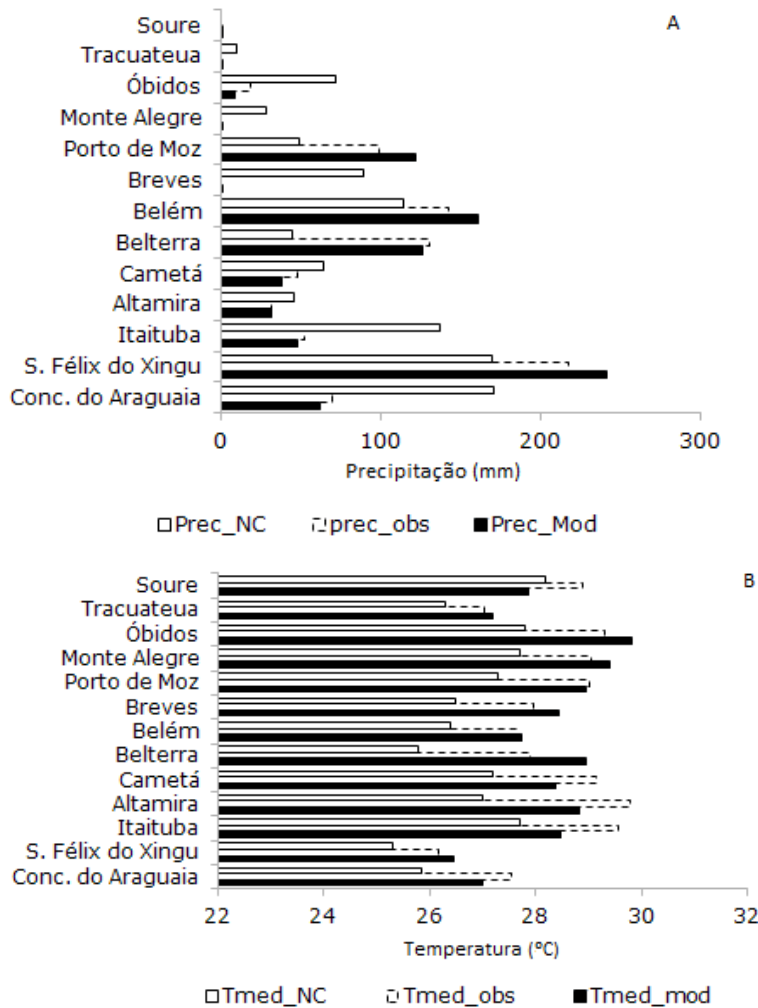 A
Soure
Tracuateua
Óbidos
Monte Alegre
Porto de Moz
Breves
Belém
Belterra
Cametá
Altamira
Itaituba
S. Félix do Xingu
Conc. do Araguaia
0 100 200 300
Precipitação (mm)
Prec_NC prec_obs Prec_Mod
B
Soure
Tracuateua
Óbidos
Monte Alegre
Porto de Moz
Breves
Belém
Belterra
Cametá
Altamira
Itaituba
S. Félix do Xingu
Conc. do Araguaia
22 24 26 28 30 32
Temperatura (°C)
Tmed_NC Tmed_obs Tmed_mod